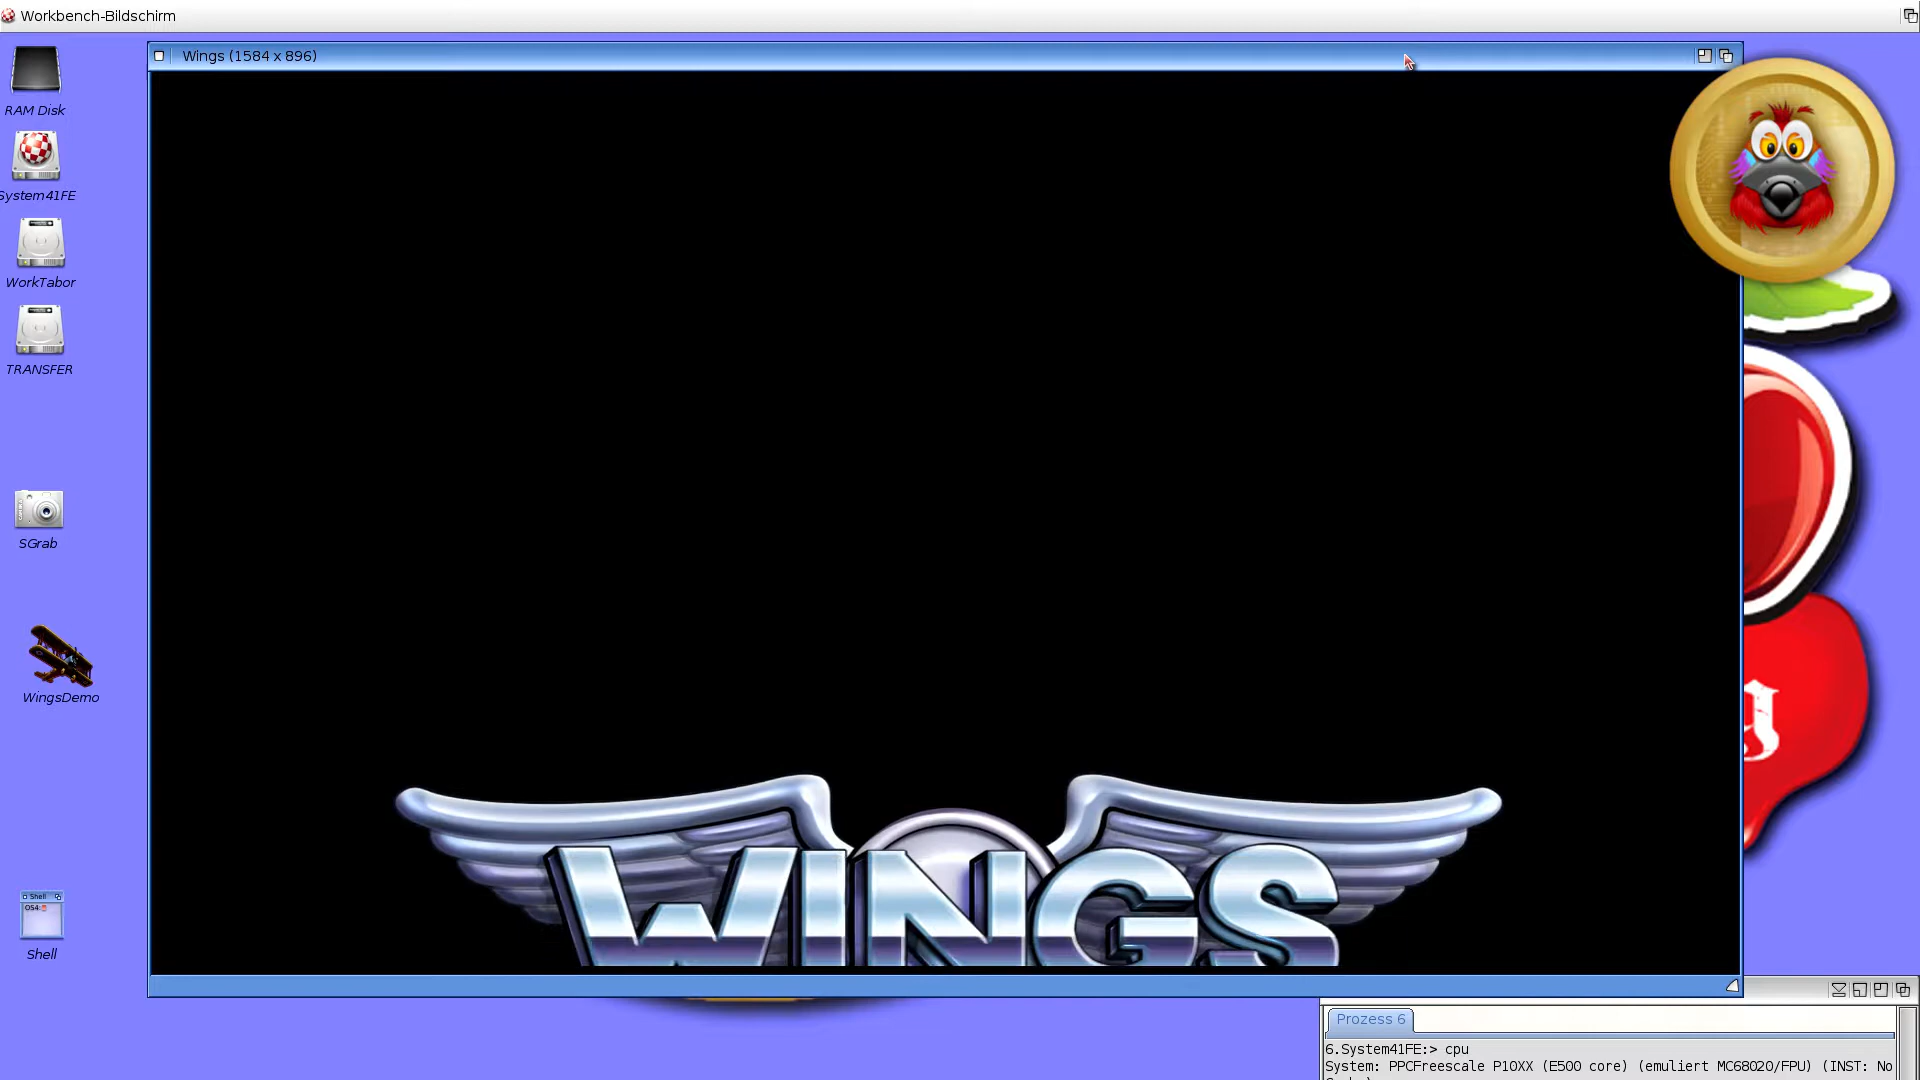 Workbench-Bildschirm
Wings (1584 x 896)
RAM Disk
System41FE
WorkTabor
TRANSFER
SGrab
WingsDemo
WINGS
Shell
Shell
Prozess 6
6.System41FE:> cpu
System: PPCFreescale P10XX (E500 core) (emuliert MC68020/FPU) (INST: No